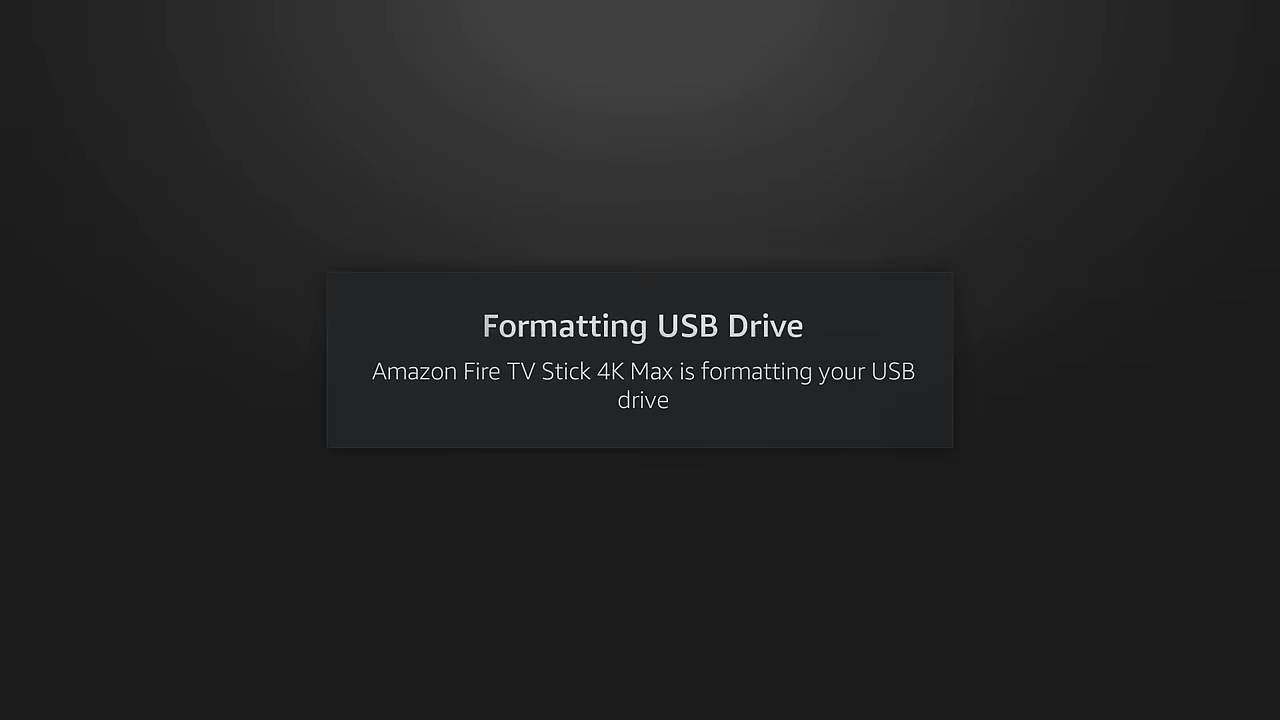 Formatting USB Drive
Amazon Fire TV Stick 4K Max is formatting your USB
drive